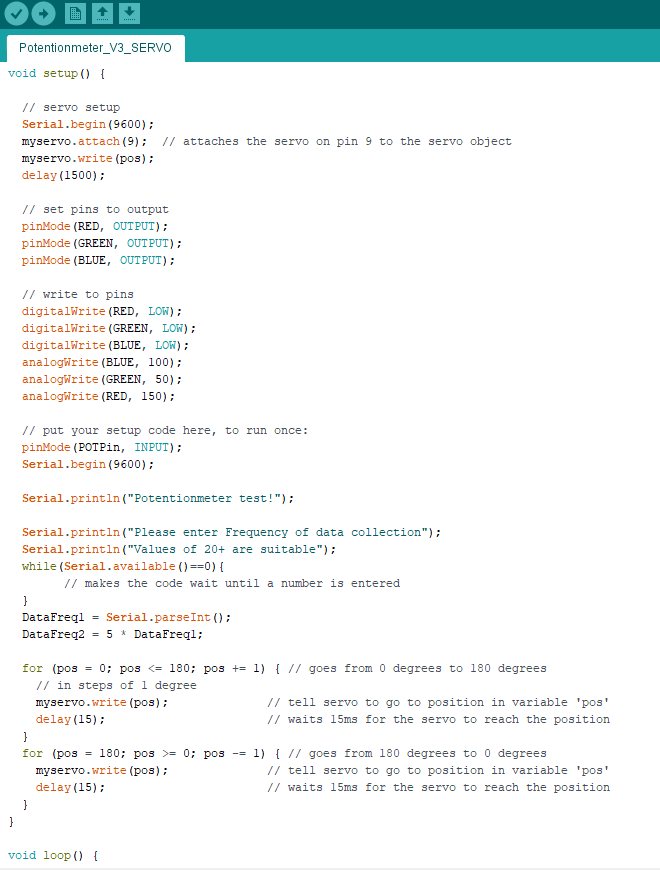 Potentionmeter_V3_SERVO
void setup() {
  // servo setup
  Serial.begin(9600);
  myservo.attach(9);  // attaches the servo on pin 9 to the servo object
  myservo.write(pos);
  delay(1500);
  // set pins to output
  pinMode(RED, OUTPUT);
  pinMode(GREEN, OUTPUT);
  pinMode(BLUE, OUTPUT);
  // write to pins
  digitalWrite(RED, LOW);
  digitalWrite(GREEN, LOW);
  digitalWrite(BLUE, LOW);
  analogWrite(BLUE, 100);
  analogWrite(GREEN, 50);
  analogWrite(RED, 150);
  // put your setup code here, to run once:
  pinMode(POTPin, INPUT);
  Serial.begin(9600);
  Serial.println("Potentionmeter test!");
  Serial.println("Please enter Frequency of data collection");
  Serial.println("Values of 20+ are suitable");
  while(Serial.available()==0){
        // makes the code wait until a number is entered
  }
  DataFreq1 = Serial.parseInt();
  DataFreq2 = 5 * DataFreq1;
  for (pos = 0; pos <= 180; pos += 1) { // goes from 0 degrees to 180 degrees
    // in steps of 1 degree
    myservo.write(pos);              // tell servo to go to position in variable 'pos'
    delay(15);                       // waits 15ms for the servo to reach the position
  }
  for (pos = 180; pos >= 0; pos -= 1) { // goes from 180 degrees to 0 degrees
    myservo.write(pos);              // tell servo to go to position in variable 'pos'
    delay(15);                       // waits 15ms for the servo to reach the position
  }
}
void loop() {